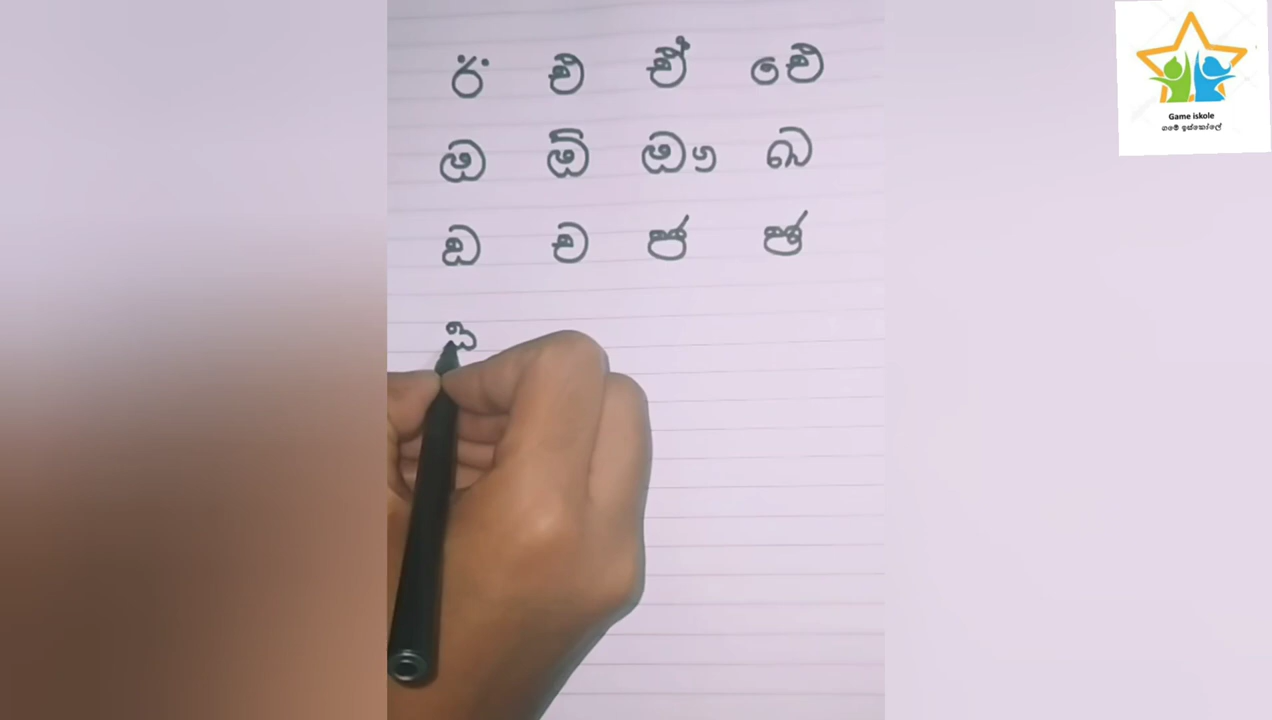 ඊ එ ඒ ඓ
ඔ ඕ ඖ ඛ
ඩ ච ජ ඡ
Game iskole
ගමේ ඉස්කෝලේ